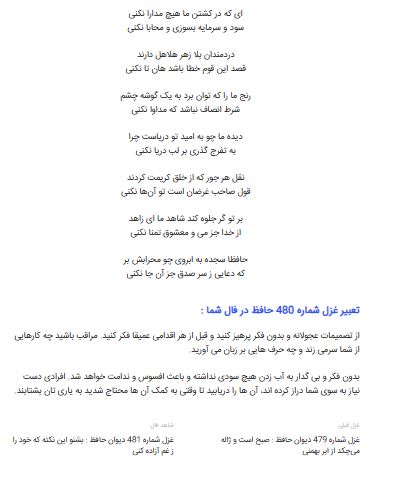 ای که در کشتن ما هیچ مدارا نکنی
سود و سرمایه بسوزی و محابا نکنی
دردمندان بلا زهر هلاهل دارند
قصد این قوم خطا باشد هان تا نکنی
رنج ما را که توان برد به یک گوشه چشم
شرط انصاف نباشد که مداوا نکنی
دیده ما چو به امید تو دریاست چرا
به تفرج گذری بر لب دریا نکنی
نقل هر جور که از خلق کریمت کردند
قول صاحب غرضان است تو آن‌ها نکنی
بر تو گر جلوه کند شاهد ما ای زاهد
از خدا جز می و معشوق تمنا نکنی
حافظا سجده به ابروی چو محرابش بر
که دعایی ز سر صدق جز آن جا نکنی
تعبیر غزل شماره 480 حافظ در فال شما :
از تصمیمات عجولانه و بدون فکر پرهیز کنید و قبل از هر اقدامی عمیقا فکر کنید. مراقب باشید چه کارهایی
از شما سرمی زند و چه حرف هایی بر زبان می آورید.
بدون فکر و بی گدار به آب زدن هیچ سودی نداشته و باعث افسوس و ندامت خواهد شد. افرادی دست
نیاز به سوی شما دراز کرده اند، آن ها را دریابید تا وقتی به کمک آن ها محتاج شدید به یاری تان بشتابند.
غزل قبلی
غزل شماره 479 دیوان حافظ : صبح است و ژاله
می‌چکد از ابر بهمنی
شاهد فال
غزل شماره 481 دیوان حافظ : بشنو این نکته که خود را
ز غم آزاده کنی